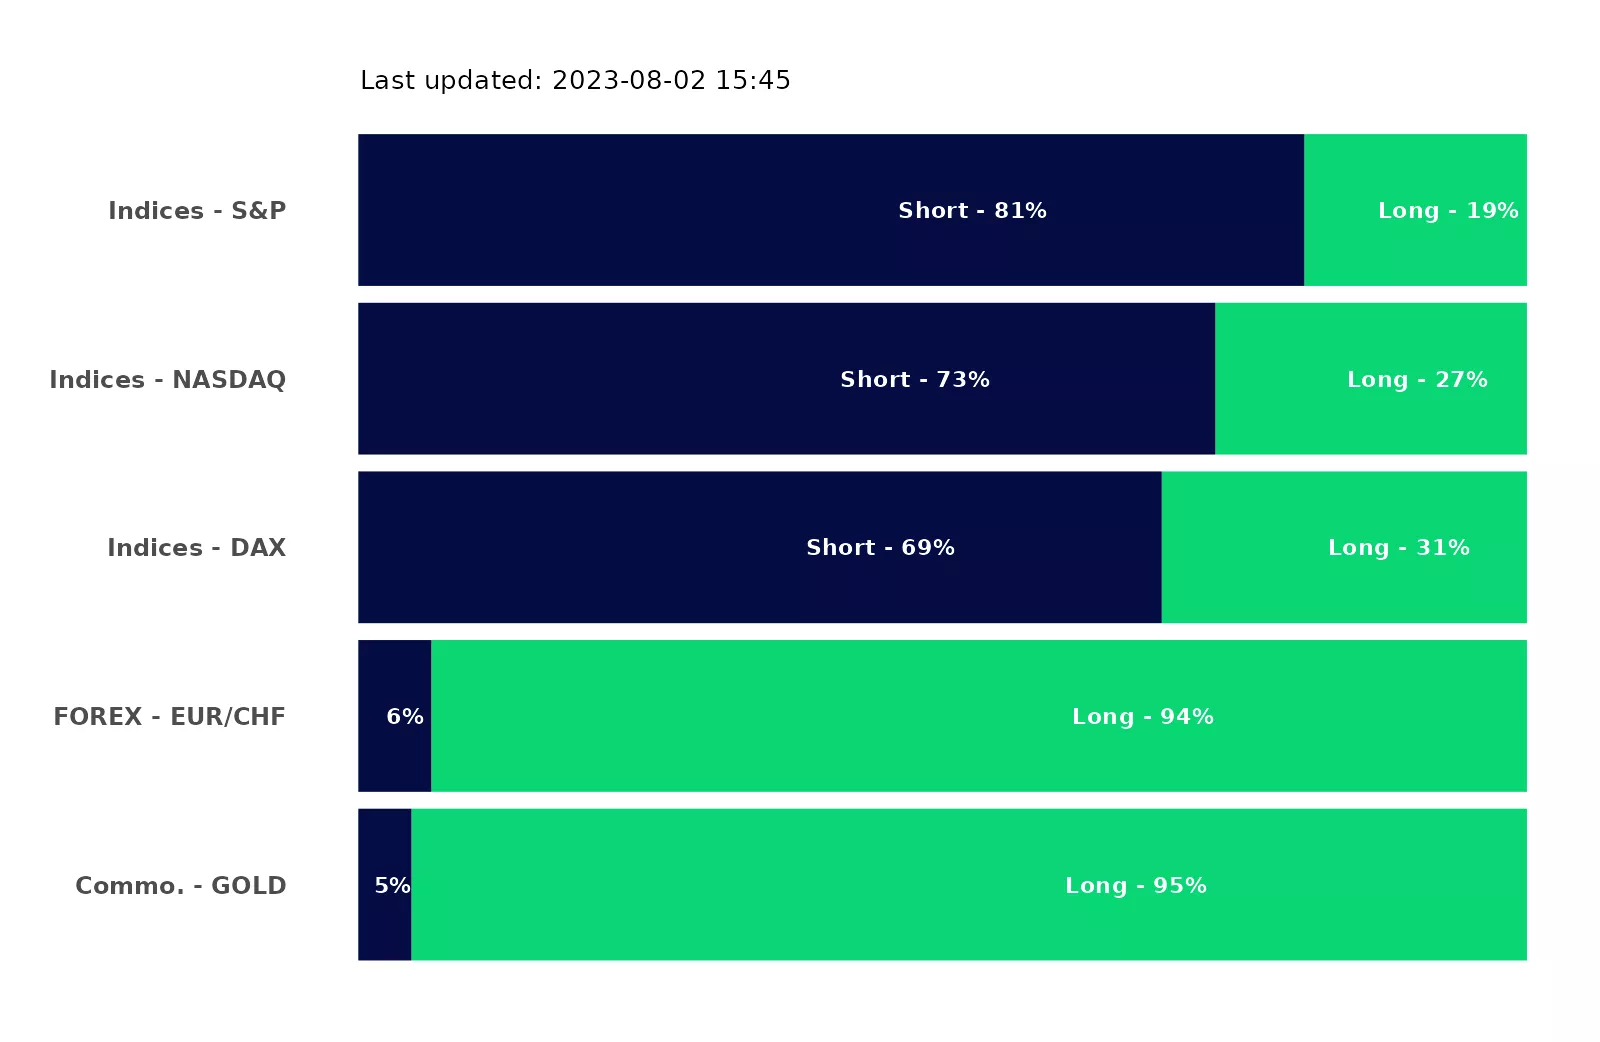 Last updated: 2023-08-02 15:45
Indices - S&P Short - 81% Long - 19%
Indices - NASDAQ Short - 73% Long - 27%
Indices - DAX Short - 69% Long - 31%
FOREX - EUR/CHF 6% Long - 94%
Commo. - GOLD 5% Long - 95%